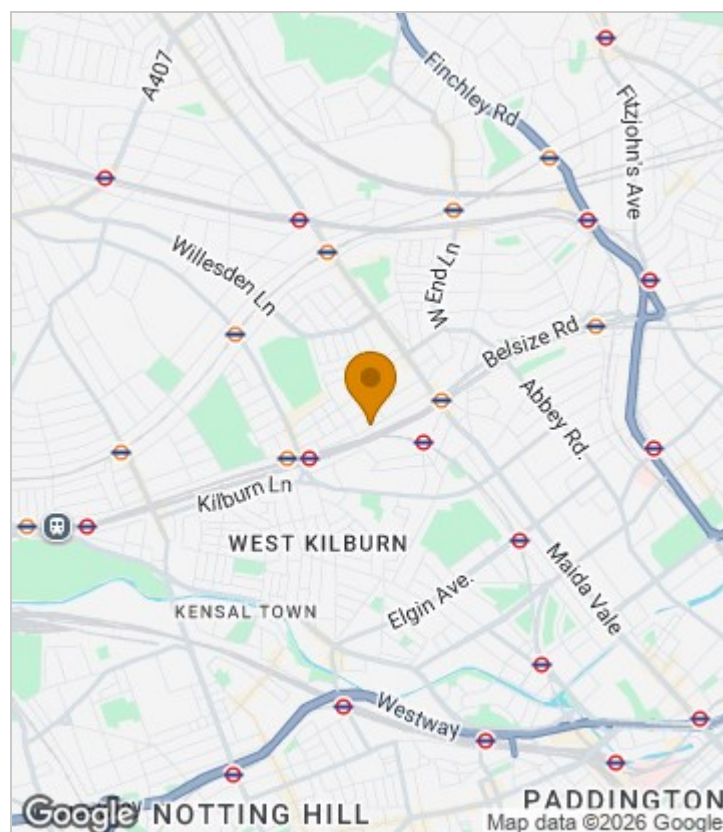 A407
Finchley Rd
Fitzjohn's Ave
Willesden Ln
W End Ln
Belsize Rd
Abbey Rd.
Kilburn Ln
WEST KILBURN
Elgin Ave.
Maida Vale
KENSAL TOWN
Westway
NOTTING HILL
PADDINGTON
Google
Map data ©2026 Google